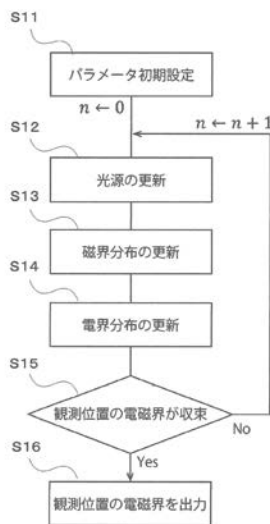 S11
パラメータ初期設定
n ← 0
n ← n + 1
S12
光源の更新
S13
磁界分布の更新
S14
電界分布の更新
S15
観測位置の電磁界が収束
No
Yes
S16
観測位置の電磁界を出力